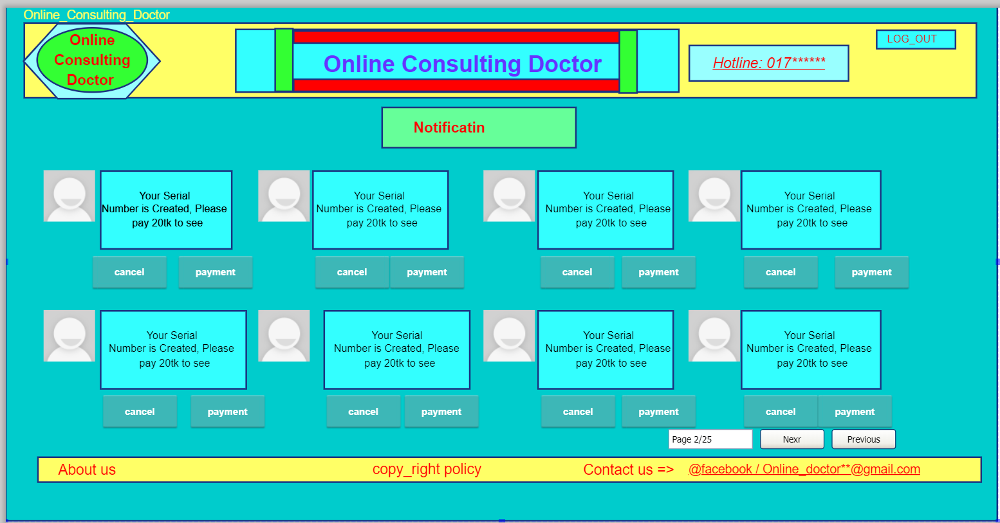 Online_Consulting_Doctor
Online
Consulting
Doctor
Online Consulting Doctor
Hotline: 017******
LOG_OUT
Notificatin
Your Serial
Number is Created, Please
pay 20tk to see
Your Serial
Number is Created, Please
pay 20tk to see
Your Serial
Number is Created, Please
pay 20tk to see
Your Serial
Number is Created, Please
pay 20tk to see
cancel payment
cancel payment
cancel payment
cancel payment
Your Serial
Number is Created, Please
pay 20tk to see
Your Serial
Number is Created, Please
pay 20tk to see
Your Serial
Number is Created, Please
pay 20tk to see
Your Serial
Number is Created, Please
pay 20tk to see
cancel payment
cancel payment
cancel payment
cancel payment
Page 2/25 Nexr Previous
About us copy_right policy Contact us => @facebook / Online_doctor**@gmail.com